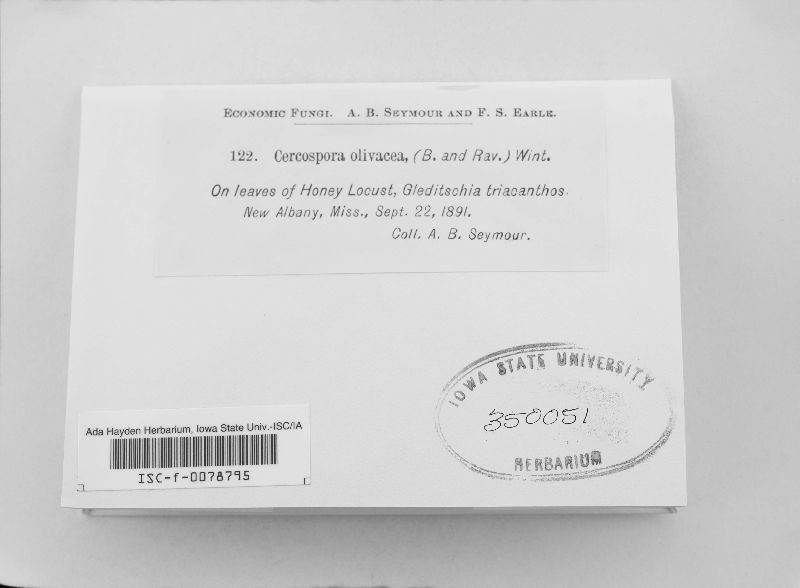 Economic Fungi. A. B. Seymour and F. S. Earle.
122. Cercospora olivacea, (B. and Rav.) Wint.
On leaves of Honey Locust, Gleditschia triacanthos.
New Albany, Miss., Sept. 22, 1891.
Coll. A. B. Seymour.
IOWA STATE UNIVERSITY
350051
HERBARIUM
Ada Hayden Herbarium, Iowa State Univ.-ISC/IA
ISC-f-0078795